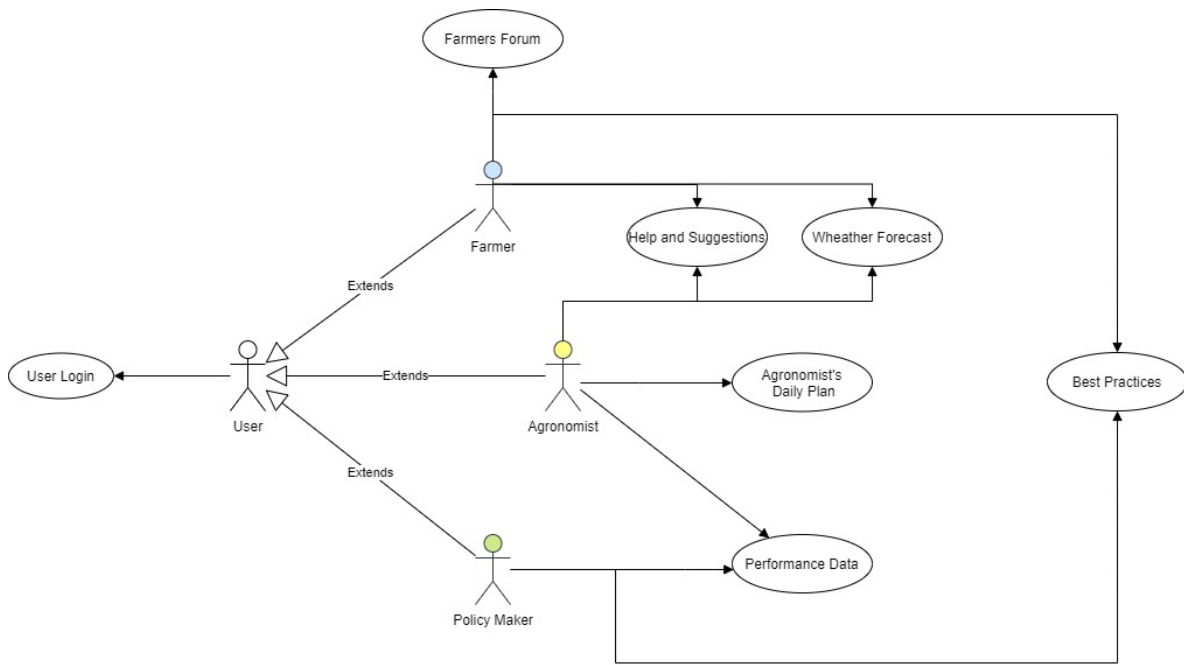 Farmers Forum
Farmer
Help and Suggestions
Wheather Forecast
Extends
User Login
User
Extends
Agronomist
Agronomist's
Daily Plan
Best Practices
Extends
Policy Maker
Performance Data